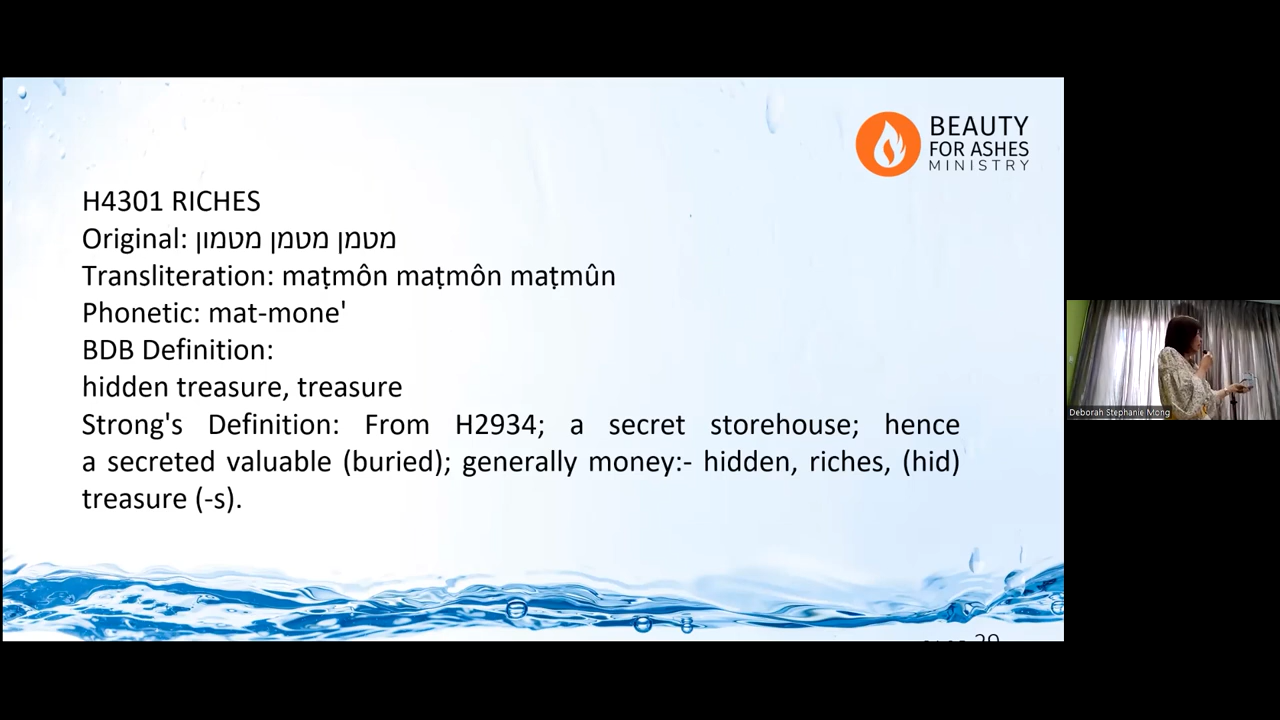 BEAUTY
FOR ASHES
MINISTRY
H4301 RICHES
Original: מטמן מטמן מטמון
Transliteration: maṭmôn maṭmôn maṭmûn
Phonetic: mat-mone'
BDB Definition:
hidden treasure, treasure
Strong's Definition: From H2934; a secret storehouse; hence
a secreted valuable (buried); generally money:- hidden, riches, (hid)
treasure (-s).
Deborah Stephanie Mong